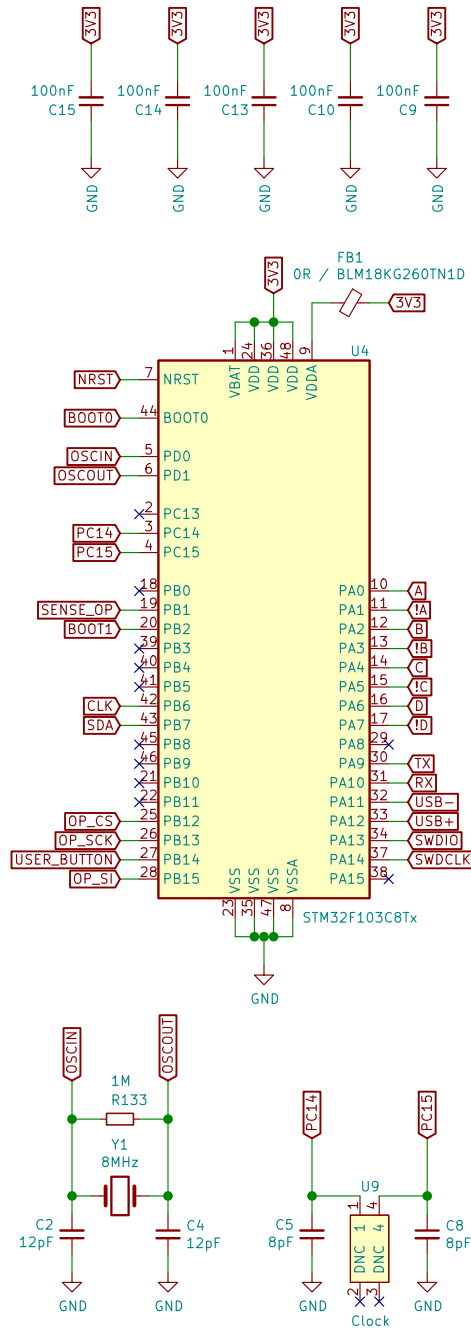 3V3 3V3 3V3 3V3 3V3
100nF 100nF 100nF 100nF 100nF
C15 C14 C13 C10 C9
GND GND GND GND GND
FB1
3V3 0R / BLM18KG260TN1D
3V3
U4
1 24 36 48 9
VBAT VDD VDD VDD VDDA
NRST 7 NRST
BOOT0 44 BOOT0
OSCIN 5 PD0
OSCOUT 6 PD1
2 PC13
PC14 3 PC14
PC15 4 PC15
18 PB0 PA0 10 A
SENSE_OP 19 PB1 PA1 11 !A
BOOT1 20 PB2 PA2 12 B
39 PB3 PA3 13 !B
40 PB4 PA4 14 C
41 PB5 PA5 15 !C
CLK 42 PB6 PA6 16 D
SDA 43 PB7 PA7 17 !D
45 PB8 PA8 29
46 PB9 PA9 30 TX
21 PB10 PA10 31 RX
22 PB11 PA11 32 USB-
OP_CS 25 PB12 PA12 33 USB+
OP_SCK 26 PB13 PA13 34 SWDIO
USER_BUTTON 27 PB14 PA14 37 SWDCLK
OP_SI 28 PB15 PA15 38
VSS VSS VSS VSSA
23 35 47 8
STM32F103C8Tx
GND
OSCIN OSCOUT
1M
R133
PC14 PC15
Y1
8MHz
U9
1 4
C2 C4 C5 C8
12pF 12pF 8pF 8pF
DNC DNC
1 4
2 3
GND GND GND GND
Clock